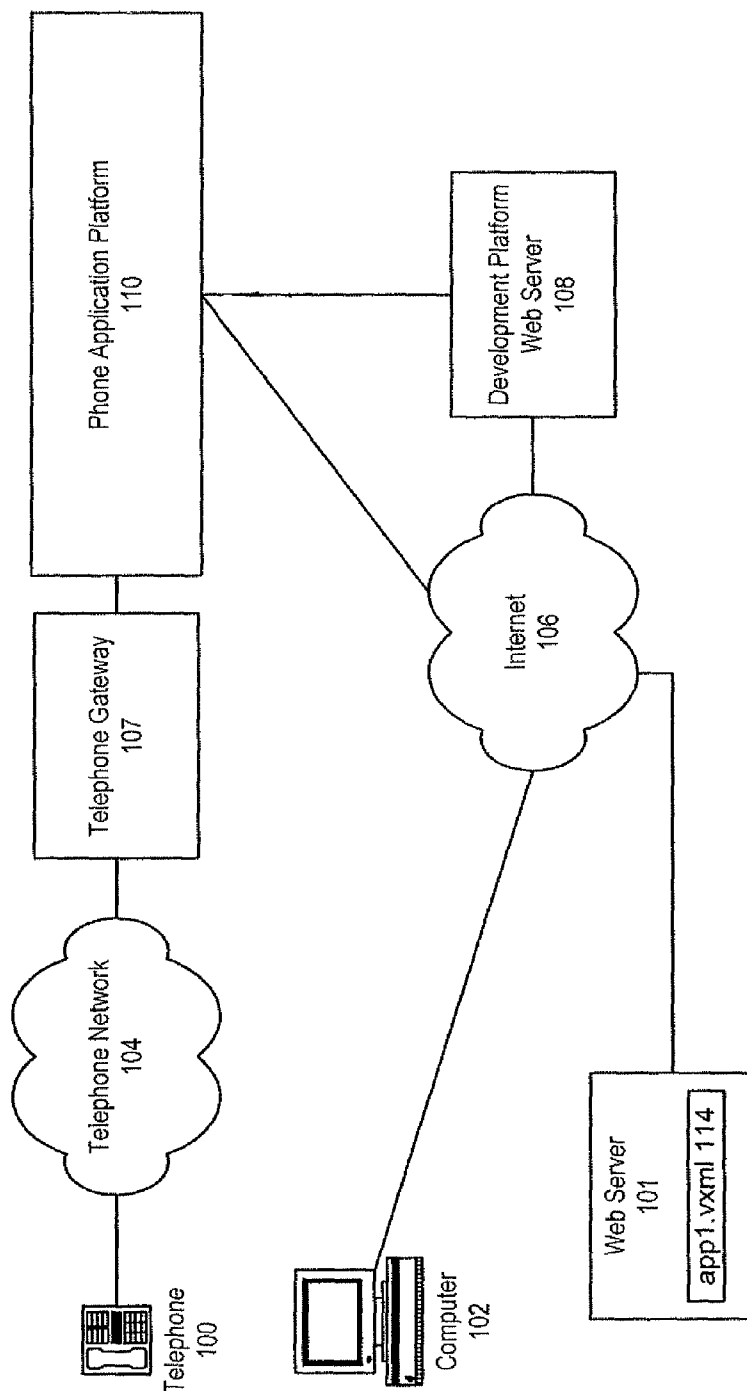 Telephone
100
Telephone Network
104
Telephone Gateway
107
Phone Application Platform
110
Computer
102
Internet
106
Development Platform
Web Server
108
Web Server
101
app1.vxml 114